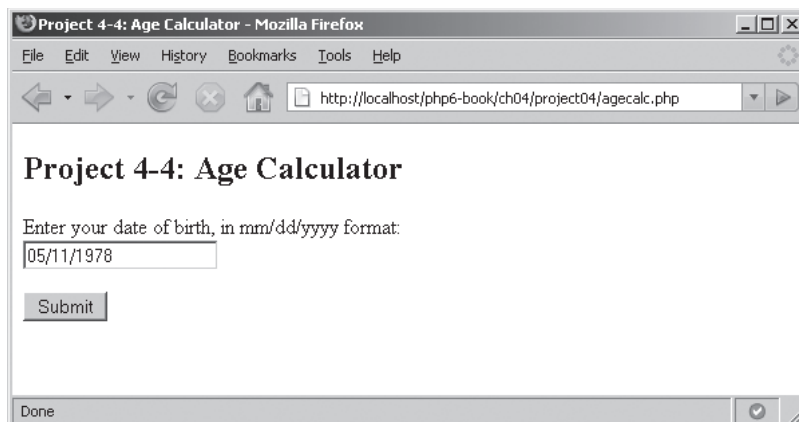 Project 4-4: Age Calculator - Mozilla Firefox
File Edit View History Bookmarks Tools Help
http://localhost/php6-book/ch04/project04/agecalc.php
Project 4-4: Age Calculator
Enter your date of birth, in mm/dd/yyyy format:
05/11/1978
Submit
Done